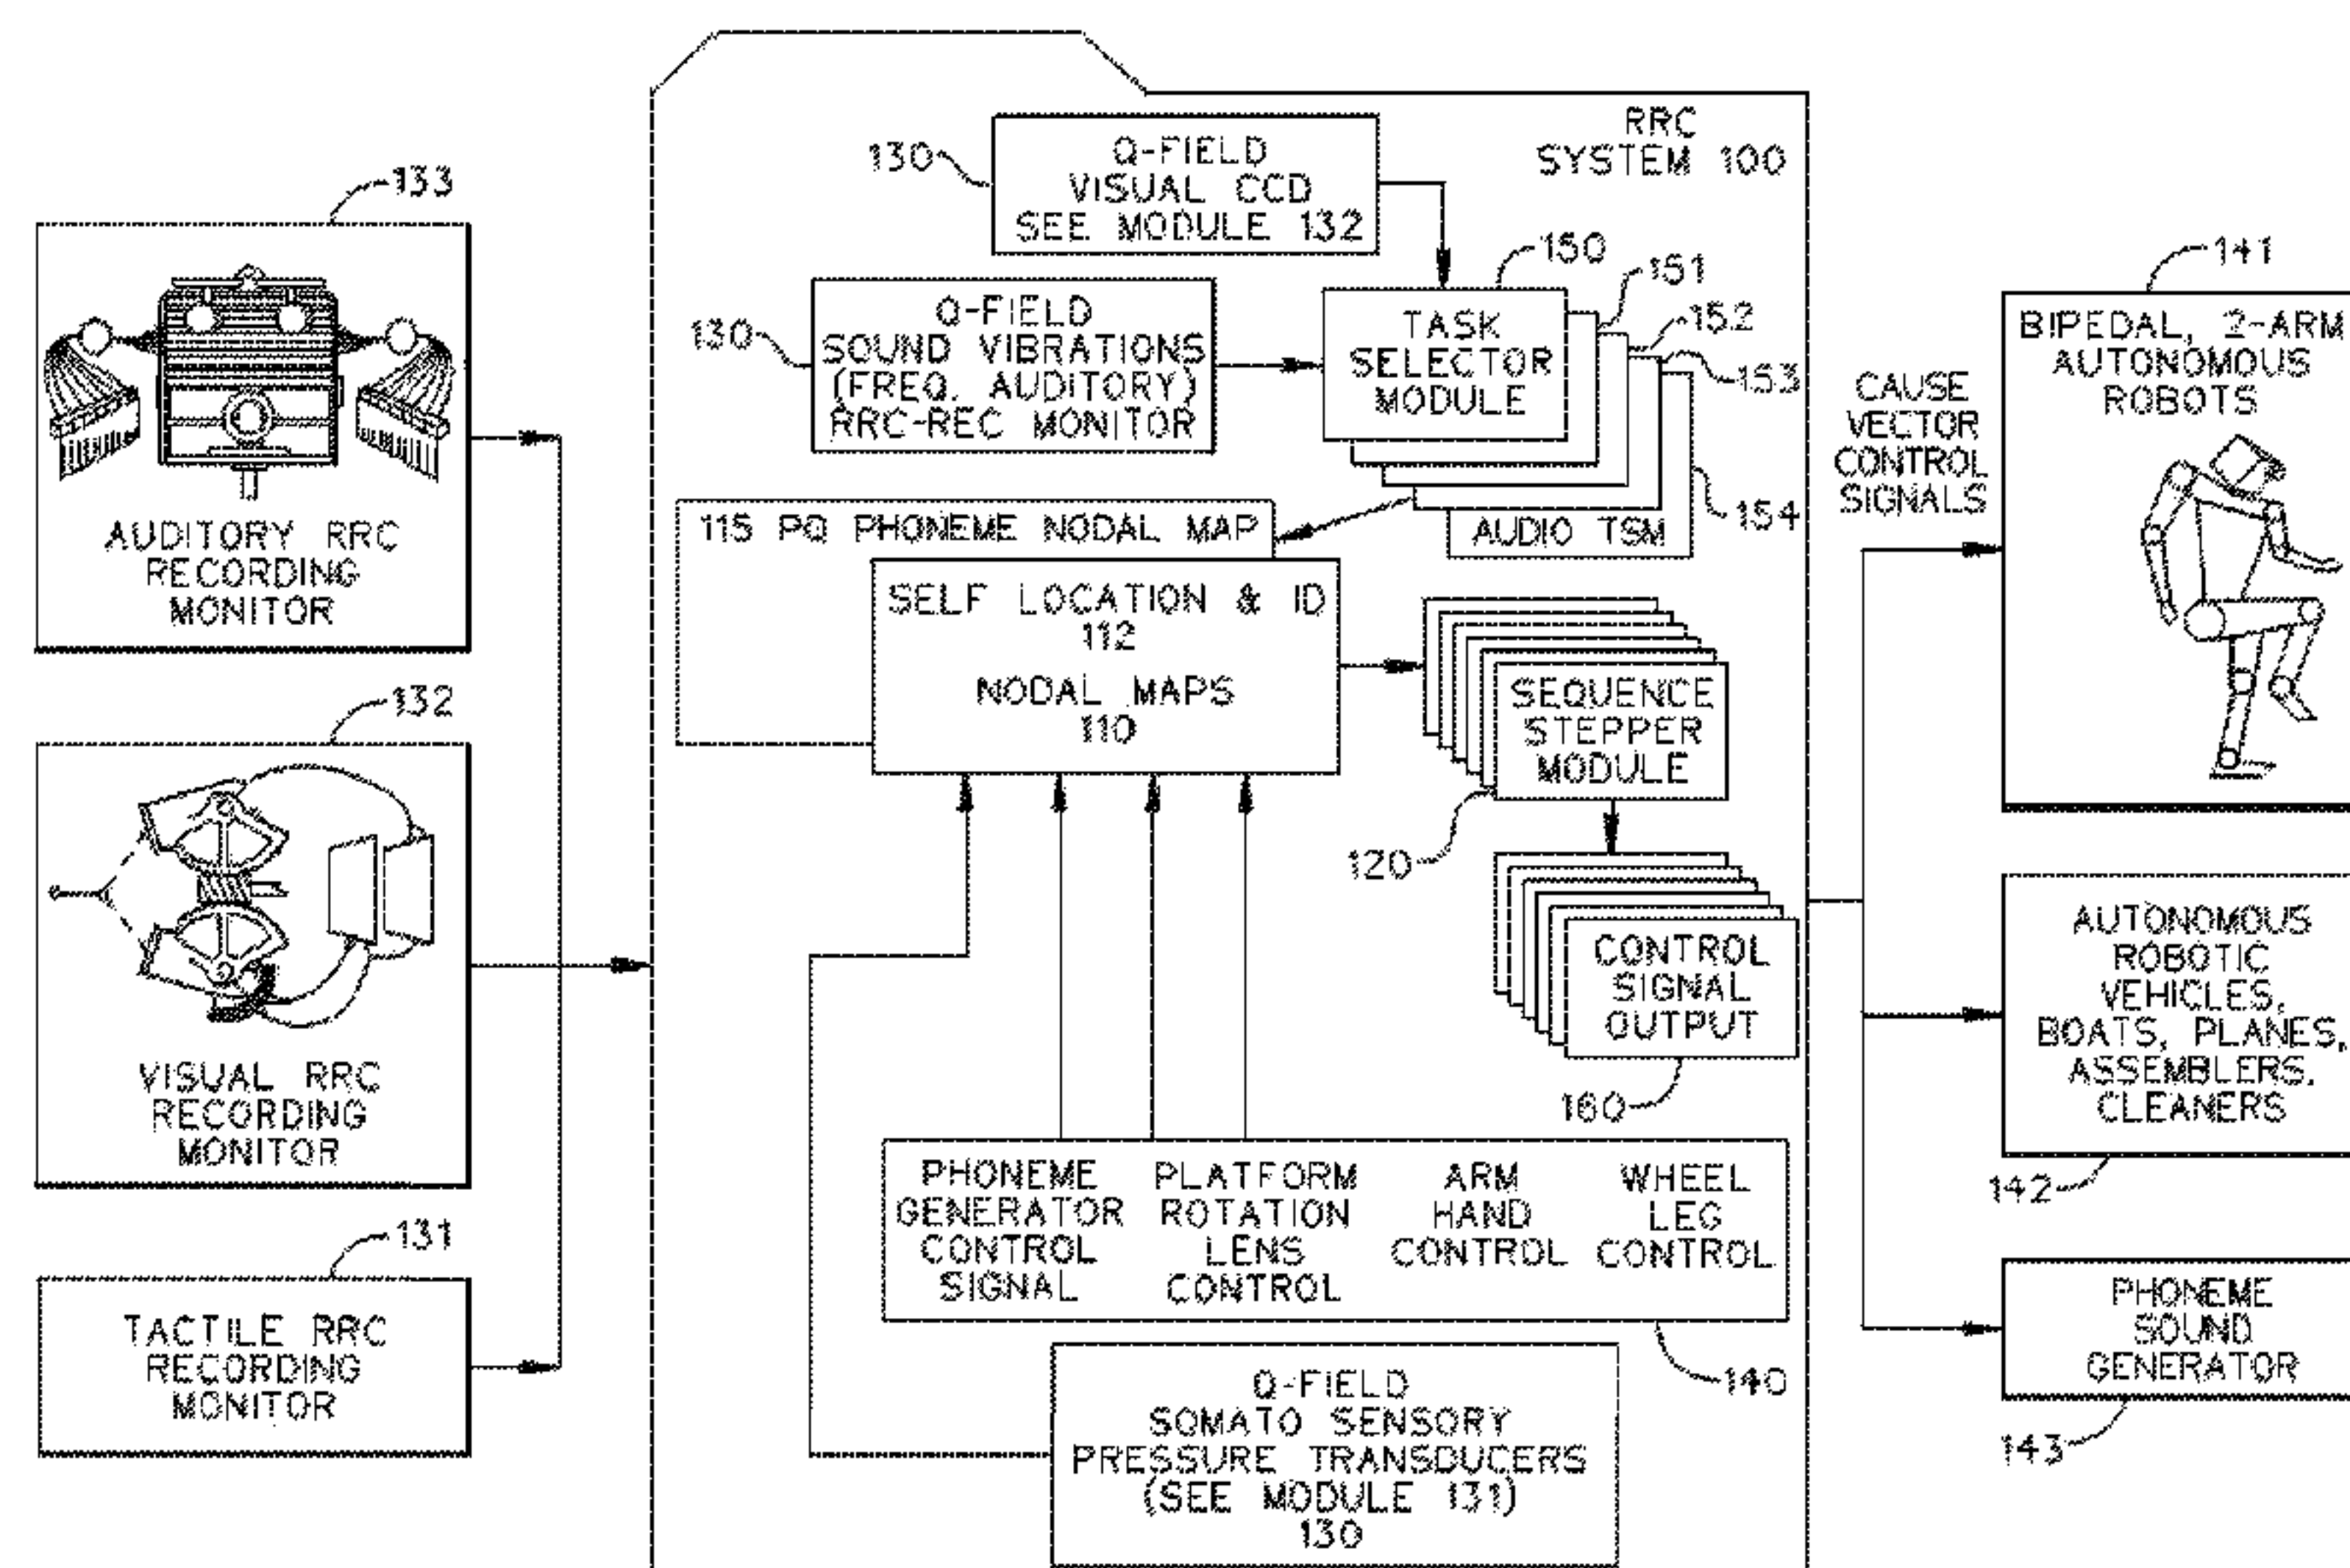 133
AUDITORY RRC
RECORDING
MONITOR
132
VISUAL RRC
RECORDING
MONITOR
131
TACTILE RRC
RECORDING
MONITOR
RRC
SYSTEM 100
130
Q-FIELD
VISUAL CCD
SEE MODULE 132
130
Q-FIELD
SOUND VIBRATIONS
(FREQ. AUDITORY)
RRC-REC MONITOR
150
151
152
153
154
TASK
SELECTOR
MODULE
AUDIO TSM
115 PQ PHONEME NODAL MAP
SELF LOCATION & ID
112
NODAL MAPS
110
SEQUENCE
STEPPER
MODULE
120
CONTROL
SIGNAL
OUTPUT
160
PHONEME
GENERATOR
CONTROL
SIGNAL
PLATFORM
ROTATION
LENS
CONTROL
ARM
HAND
CONTROL
WHEEL
LEG
CONTROL
140
Q-FIELD
SOMATO SENSORY
PRESSURE TRANSDUCERS
(SEE MODULE 131)
130
CAUSE
VECTOR
CONTROL
SIGNALS
141
BIPEDAL, 2-ARM
AUTONOMOUS
ROBOTS
AUTONOMOUS
ROBOTIC
VEHICLES,
BOATS, PLANES,
ASSEMBLERS,
CLEANERS
142
PHONEME
SOUND
GENERATOR
143